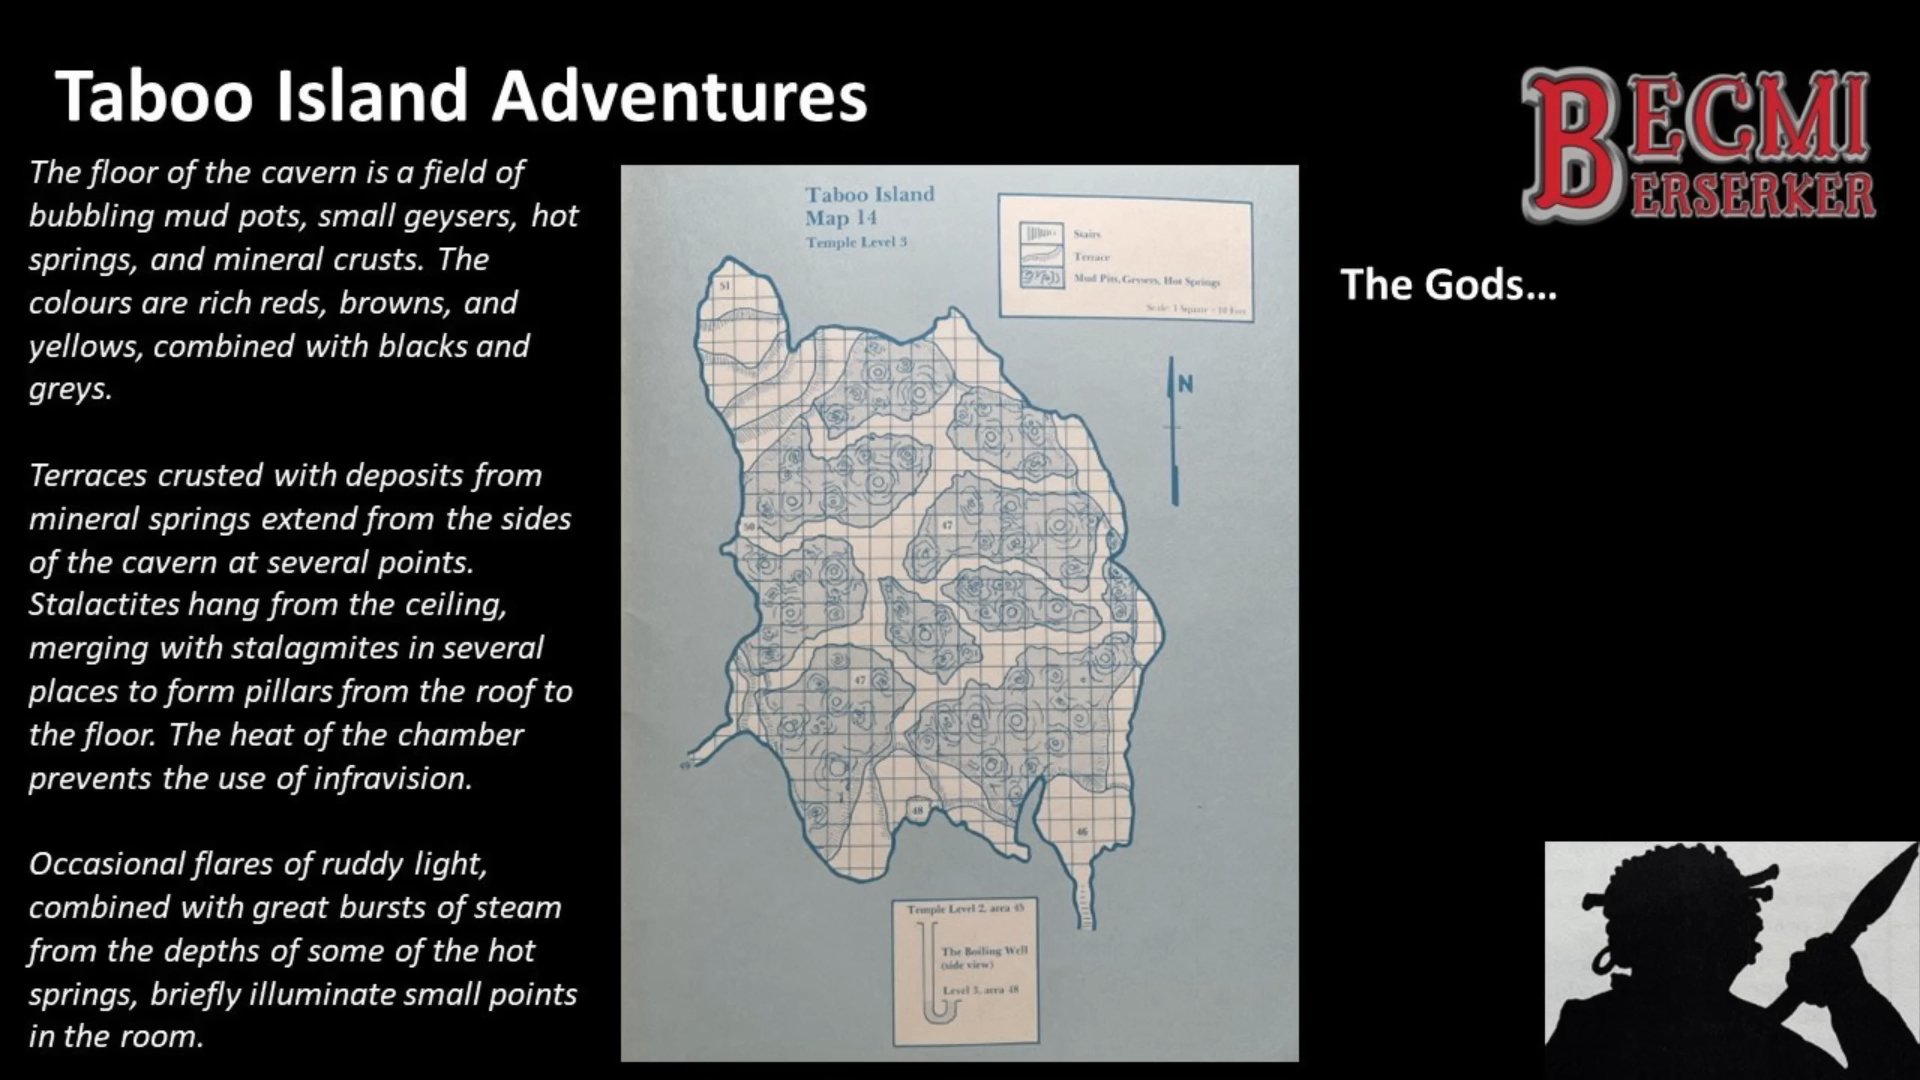 Taboo Island Adventures
The floor of the cavern is a field of
bubbling mud pots, small geysers, hot
springs, and mineral crusts. The
colours are rich reds, browns, and
yellows, combined with blacks and
greys.
Terraces crusted with deposits from
mineral springs extend from the sides
of the cavern at several points.
Stalactites hang from the ceiling,
merging with stalagmites in several
places to form pillars from the roof to
the floor. The heat of the chamber
prevents the use of infravision.
Occasional flares of ruddy light,
combined with great bursts of steam
from the depths of some of the hot
springs, briefly illuminate small points
in the room.
Taboo Island
Map 14
Temple Level 3
Stairs
Terrace
Mud Pits, Geysers, Hot Springs
Scale: 1 Square = 10 Feet
N
51
50
47
47
49
48
46
Temple Level 2, area 45
The Boiling Well
(side view)
Level 3, area 48
BECMI
BERSERKER
The Gods...